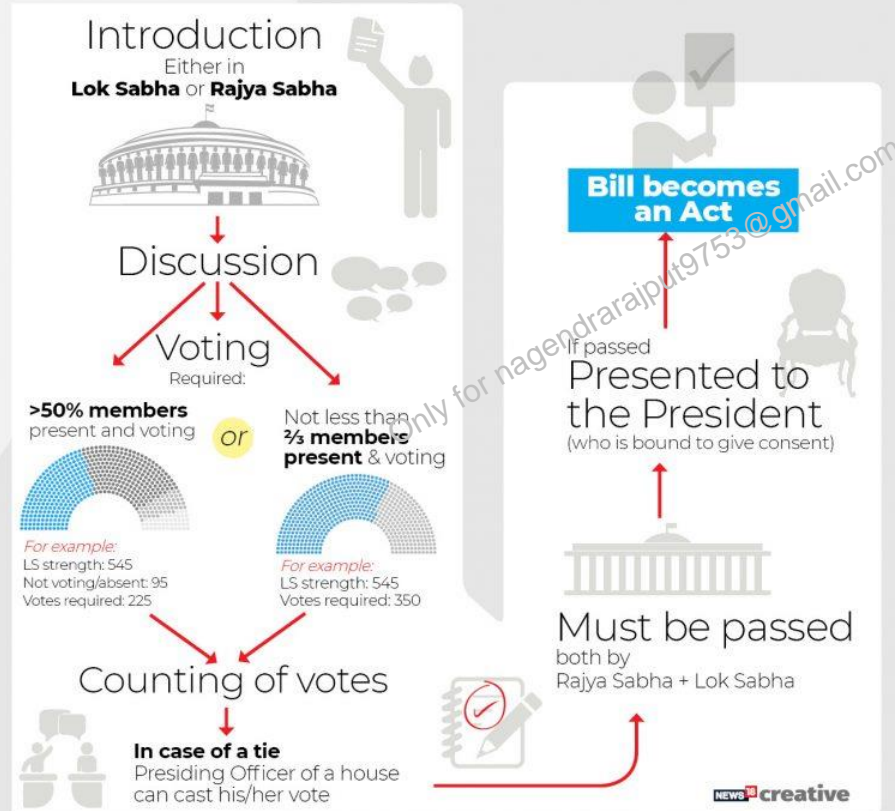 Introduction
Either in
Lok Sabha or Rajya Sabha
Discussion
Voting
Required:
>50% members
present and voting
or
Not less than
⅔ members
present & voting
For example:
LS strength: 545
Not voting/absent: 95
Votes required: 225
For example:
LS strength: 545
Votes required: 350
Counting of votes
In case of a tie
Presiding Officer of a house
can cast his/her vote
Bill becomes
an Act
If passed
Presented to
the President
(who is bound to give consent)
Must be passed
both by
Rajya Sabha + Lok Sabha
NEWS18 creative
Only for nagendrarajput9753@gmail.com